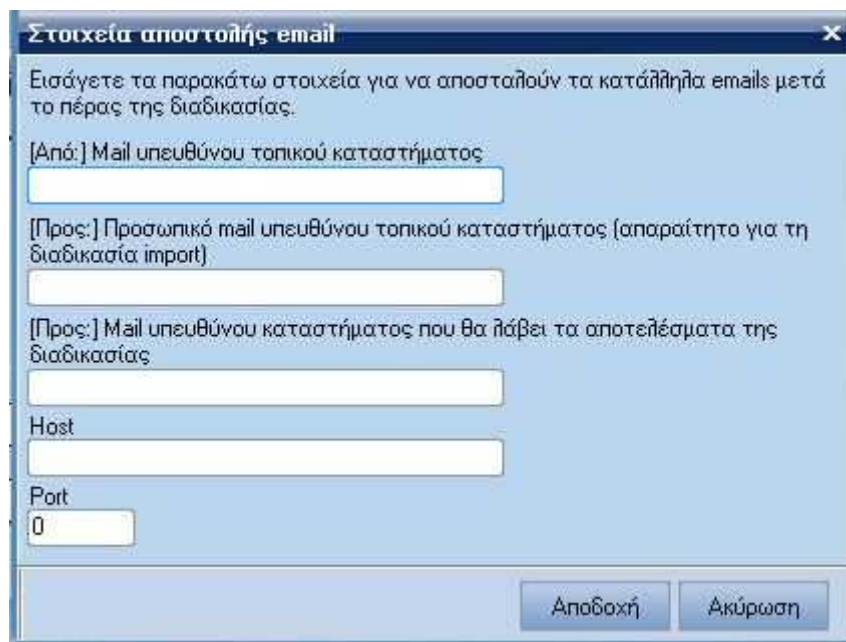 Στοιχεία αποστολής email
Εισάγετε τα παρακάτω στοιχεία για να αποσταλούν τα κατάλληλα emails μετά
το πέρας της διαδικασίας.
[Από:] Mail υπευθύνου τοπικού καταστήματος
[Προς:] Προσωπικό mail υπευθύνου τοπικού καταστήματος (απαραίτητο για τη
διαδικασία import)
[Προς:] Mail υπευθύνου καταστήματος που θα λάβει τα αποτελέσματα της
διαδικασίας
Host
Port
0
Αποδοχή Ακύρωση